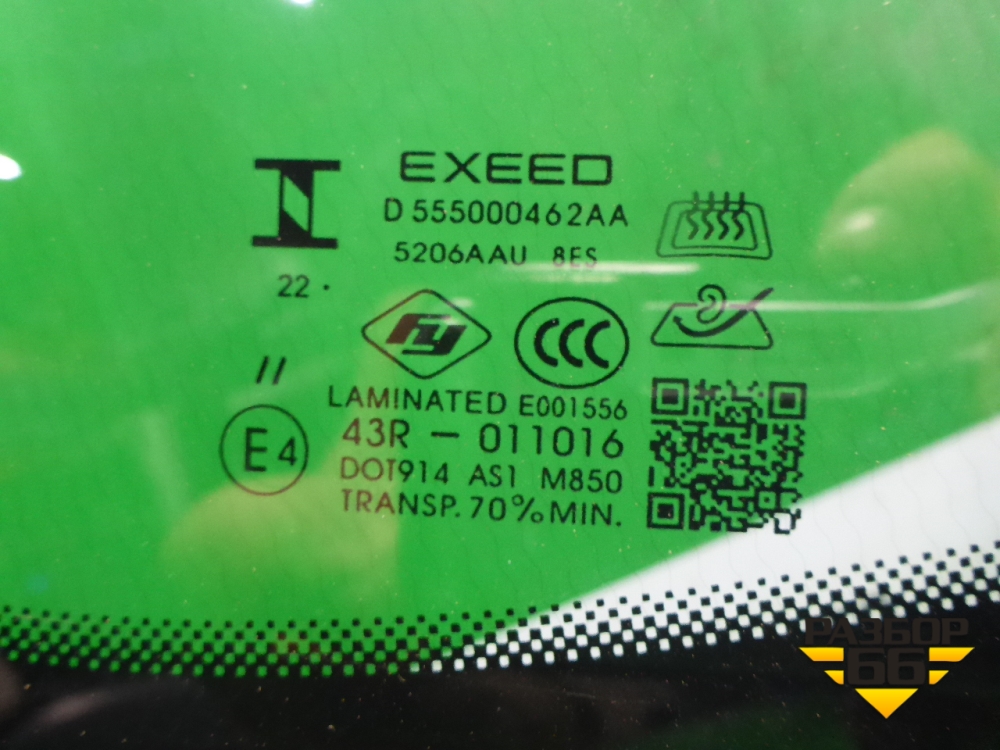 EXEED
D 555000462AA
5206AAU 8ES
22 ·
FY
CCC
LAMINATED E001556
E4
43R — 011016
DOT914 AS1 M850
TRANSP. 70% MIN.
РАЗБОР
66